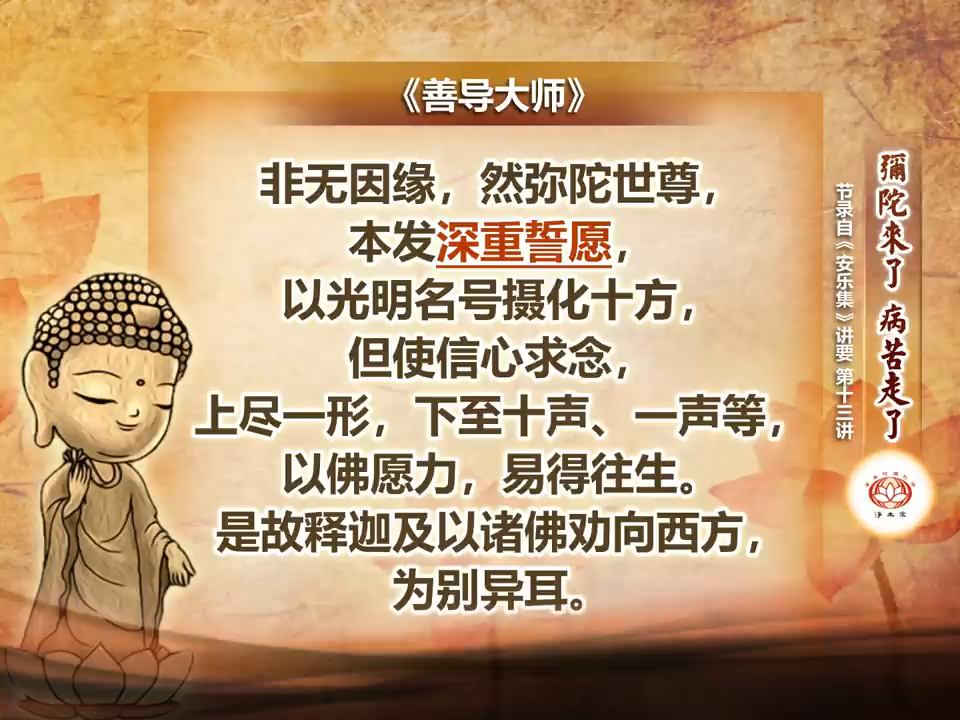 《善导大师》
非无因缘，然弥陀世尊，
本发深重誓愿，
以光明名号摄化十方，
但使信心求念，
上尽一形，下至十声、一声等，
以佛愿力，易得往生。
是故释迦及以诸佛劝向西方，
为别异耳。
彌陀來了 病苦走了
节录自《安乐集》讲要 第十三讲
净土宗